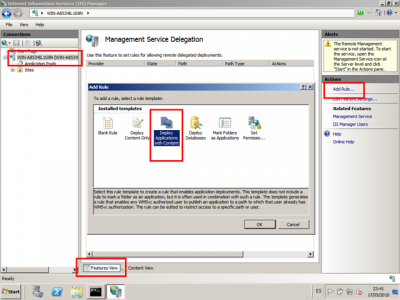 Internet Information Services (IIS) Manager
WIN-A8S34EL1G9N
File View Help
Connections
Start Page
Application Pools
Sites
Management Service Delegation
Use this feature to set rules for allowing remote delegated deployments.
Provider State Path Path Type Actions
Add Rule
To add a rule, select a rule template:
Installed templates
Blank Rule
Deploy Content Only
Deploy Applications with Content
Deploy Databases
Mark Folders as Applications
Set Permissio...
Select this rule template to create a rule that enables application deployments. This template does not include a
rule to mark a folder as an application, but it is often used in combination with such a rule. The template generates
a rule that enables any WMSvc authorized user to publish an application to a path to which that user already has
WMSvc authorization. The rule can be edited to restrict access to a specific path or user.
OK Cancel
Features View Content View
Ready
Alerts
The Remote Management
service is not started. To start
the service, open the
Management Service icon at
the Server level and click
"Start" in the Actions pane.
Actions
Add Rule...
Edit Feature Settings...
Related Features
Management Service
IIS Manager Users
Help
Online Help
Start
ES
23:41
17/05/2010